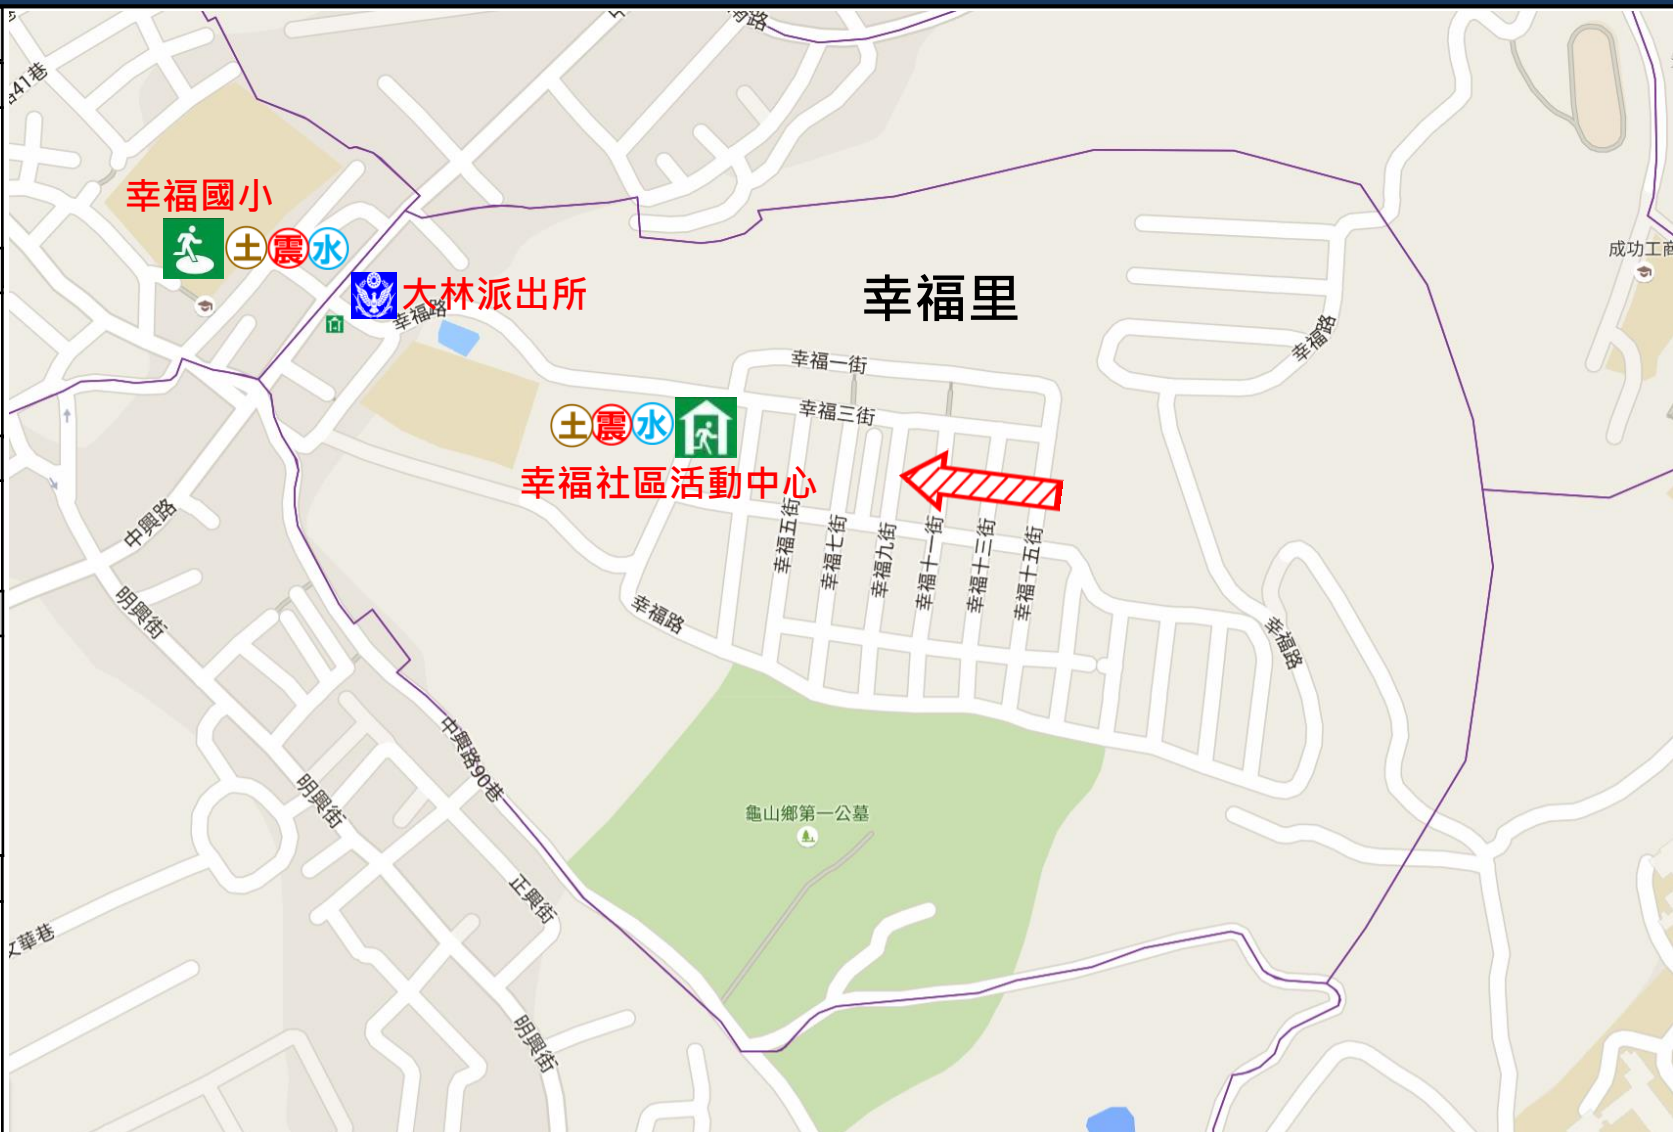 幸福國小
土震水
大林派出所
幸福路
幸福里
成功工商
幸福路
幸福一街
幸福三街
土震水
幸福社區活動中心
幸福五街
幸福七街
幸福九街
幸福十一街
幸福十三街
幸福十五街
中興路
明興街
幸福路
幸福路
中興路90巷
明興街
龜山鄉第一公墓
正興街
文華巷
明興街
41巷
路